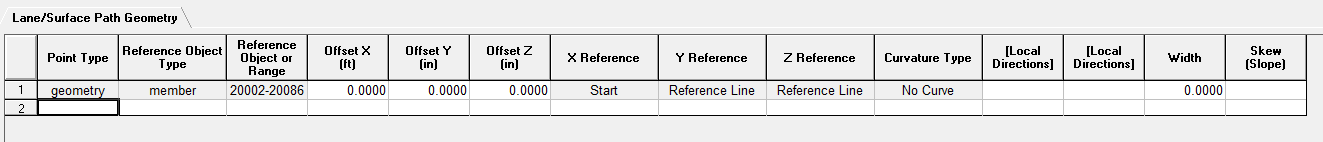 Lane/Surface Path Geometry
Point Type Reference Object Type Reference Object or Range Offset X (ft) Offset Y (in) Offset Z (in) X Reference Y Reference Z Reference Curvature Type [Local Directions] [Local Directions] Width Skew (Slope)
1 geometry member 20002-20086 0.0000 0.0000 0.0000 Start Reference Line Reference Line No Curve 0.0000
2